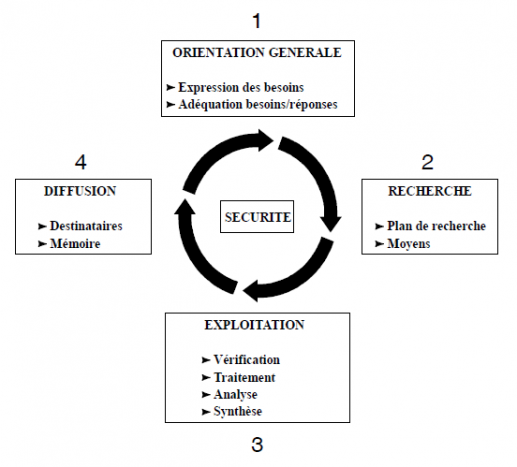 1
ORIENTATION GENERALE
➤ Expression des besoins
➤ Adéquation besoins/réponses
2
RECHERCHE
➤ Plan de recherche
➤ Moyens
4
DIFFUSION
➤ Destinataires
➤ Mémoire
SECURITE
EXPLOITATION
➤ Vérification
➤ Traitement
➤ Analyse
➤ Synthèse
3